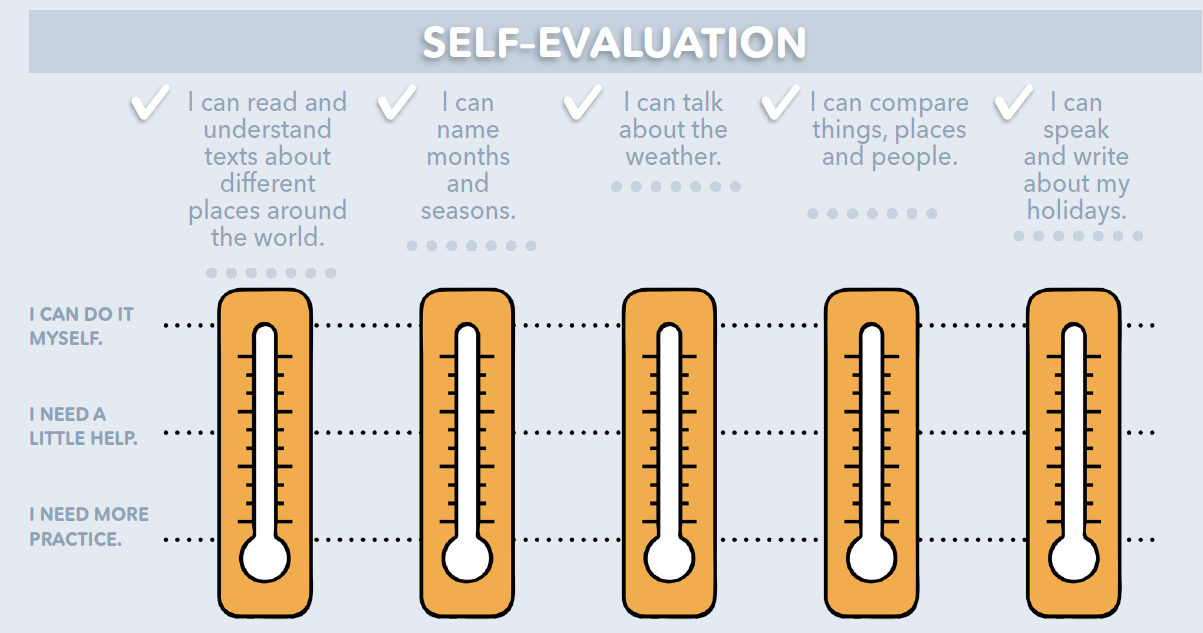 SELF-EVALUATION
I can read and
understand
texts about
different
places around
the world.
I can
name
months
and
seasons.
I can talk
about the
weather.
I can compare
things, places
and people.
I can
speak
and write
about my
holidays.
I CAN DO IT
MYSELF.
I NEED A
LITTLE HELP.
I NEED MORE
PRACTICE.